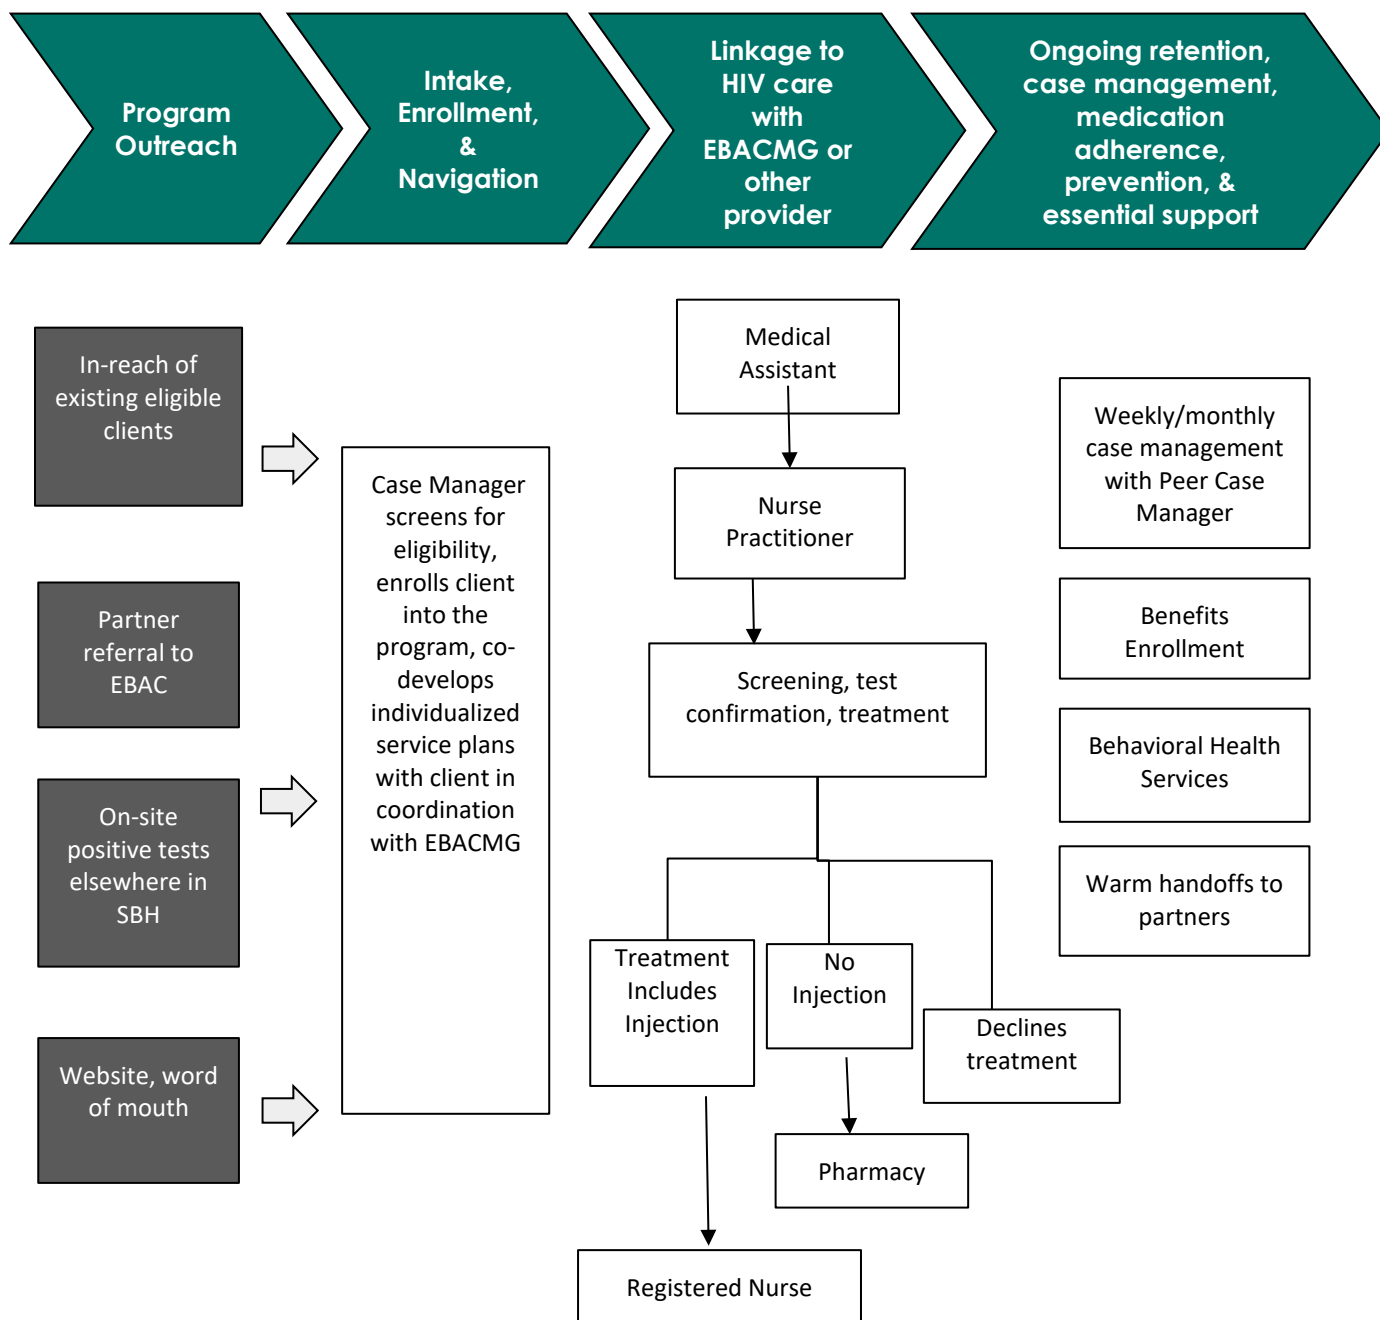 Program
Outreach
Intake,
Enrollment,
&
Navigation
Linkage to
HIV care
with
EBACMG or
other
provider
Ongoing retention,
case management,
medication
adherence,
prevention, &
essential support
In-reach of
existing eligible
clients
Partner
referral to
EBAC
On-site
positive tests
elsewhere in
SBH
Website, word
of mouth
Case Manager
screens for
eligibility,
enrolls client
into the
program, co-
develops
individualized
service plans
with client in
coordination
with EBACMG
Medical
Assistant
Nurse
Practitioner
Screening, test
confirmation, treatment
Treatment
Includes
Injection
No
Injection
Declines
treatment
Pharmacy
Registered Nurse
Weekly/monthly
case management
with Peer Case
Manager
Benefits
Enrollment
Behavioral Health
Services
Warm handoffs to
partners